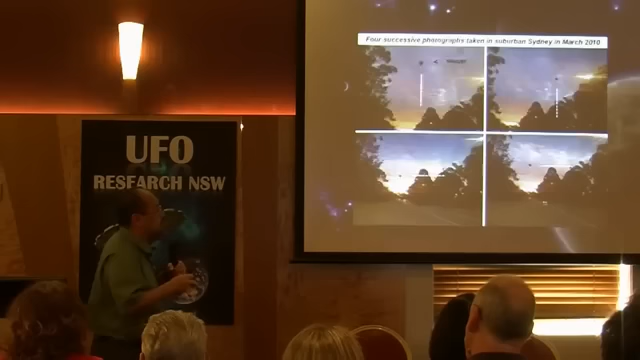 Four successive photographs taken in suburban Sydney in March 2010
UFO
RESEARCH NSW